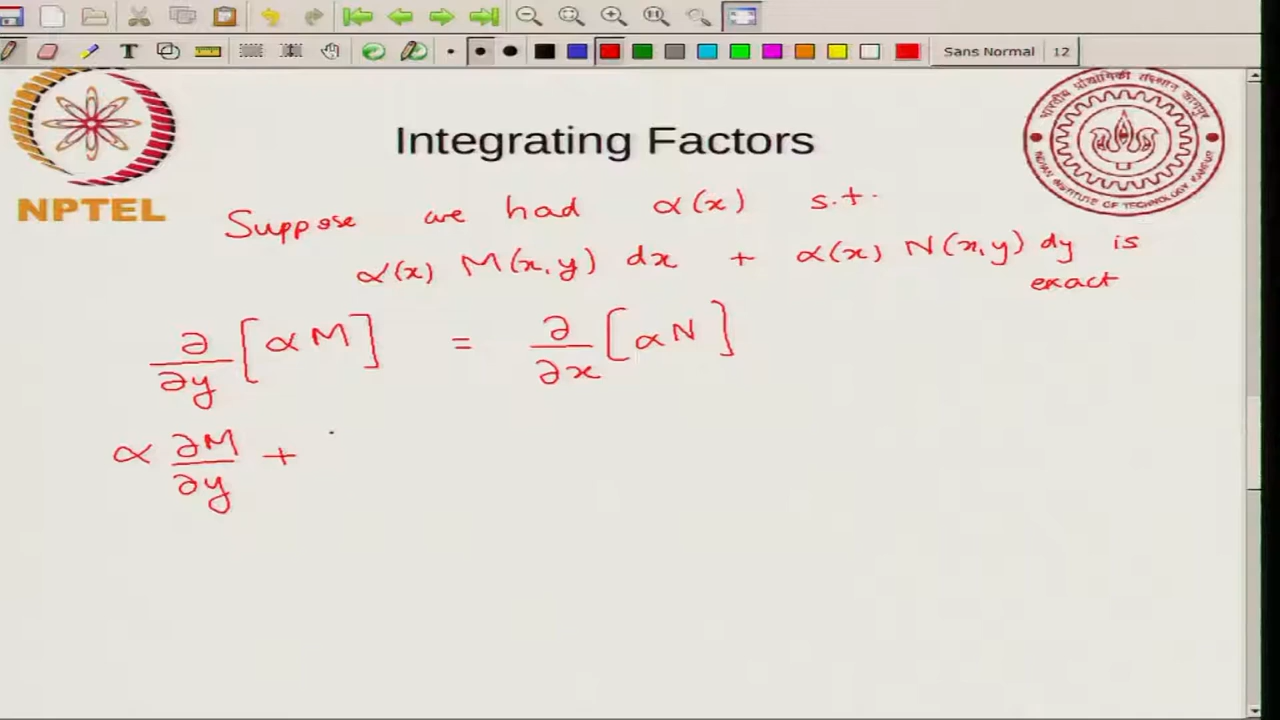 Sans Normal 12
Integrating Factors
NPTEL
Suppose we had α(x) s.t.
α(x) M(x,y) dx + α(x) N(x,y) dy is
exact
∂/∂y [αM] = ∂/∂x [αN]
α ∂M/∂y +